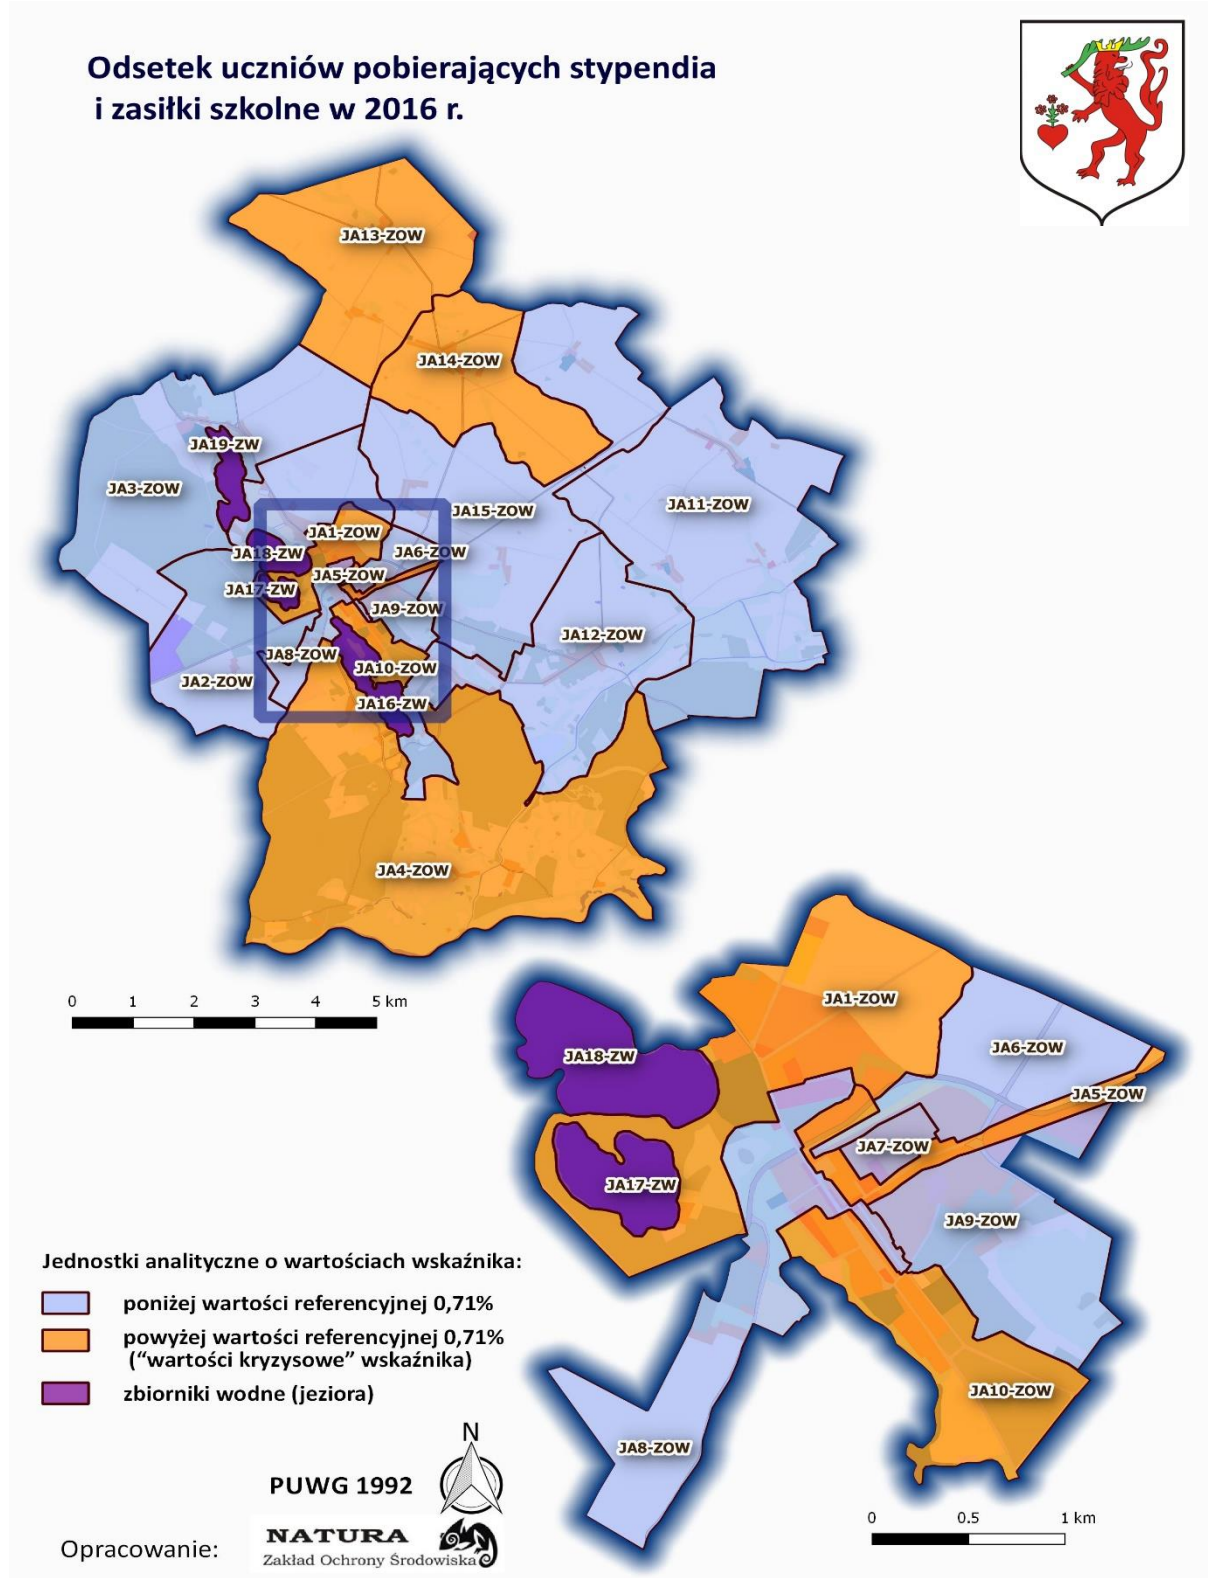 Odsetek uczniów pobierających stypendia
i zasiłki szkolne w 2016 r.
JA13-ZOW
JA14-ZOW
JA19-ZW
JA3-ZOW
JA11-ZOW
JA15-ZOW
JA1-ZOW
JA18-ZW
JA6-ZOW
JA5-ZOW
JA17-ZW
JA9-ZOW
JA12-ZOW
JA8-ZOW
JA10-ZOW
JA2-ZOW
JA16-ZW
JA4-ZOW
0 1 2 3 4 5 km
JA1-ZOW
JA18-ZW
JA6-ZOW
JA5-ZOW
JA7-ZOW
JA17-ZW
JA9-ZOW
JA10-ZOW
JA8-ZOW
Jednostki analityczne o wartościach wskaźnika:
poniżej wartości referencyjnej 0,71%
powyżej wartości referencyjnej 0,71%
(“wartości kryzysowe” wskaźnika)
zbiorniki wodne (jeziora)
N
PUWG 1992
0 0.5 1 km
Opracowanie:
NATURA
Zakład Ochrony Środowiska